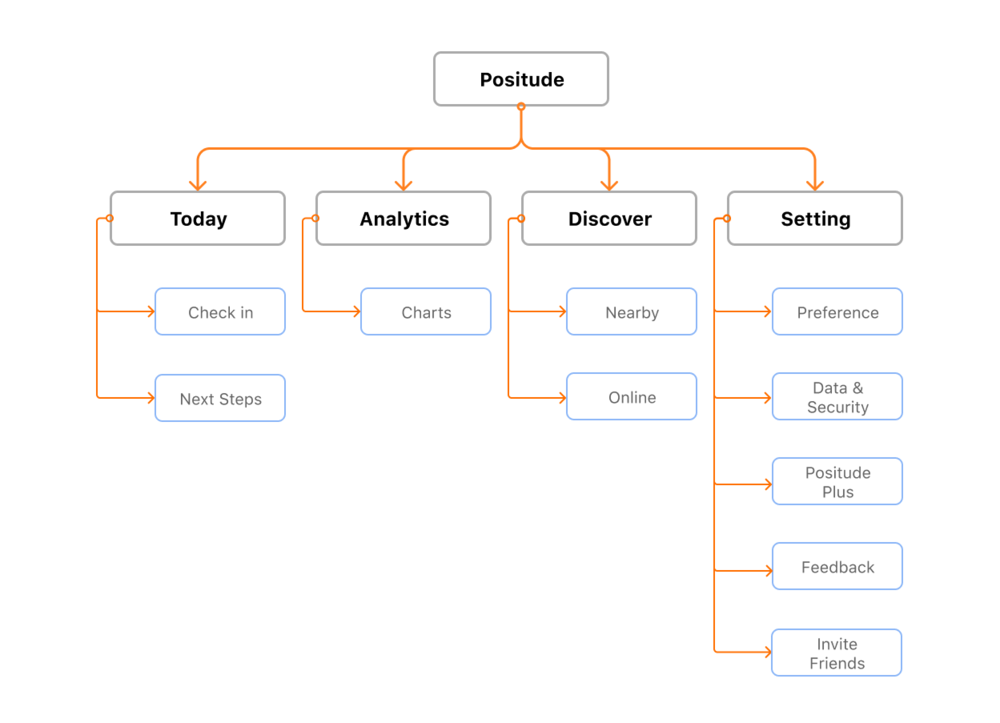 Positude
Today
Analytics
Discover
Setting
Check in
Charts
Nearby
Preference
Next Steps
Online
Data &
Security
Positude
Plus
Feedback
Invite
Friends